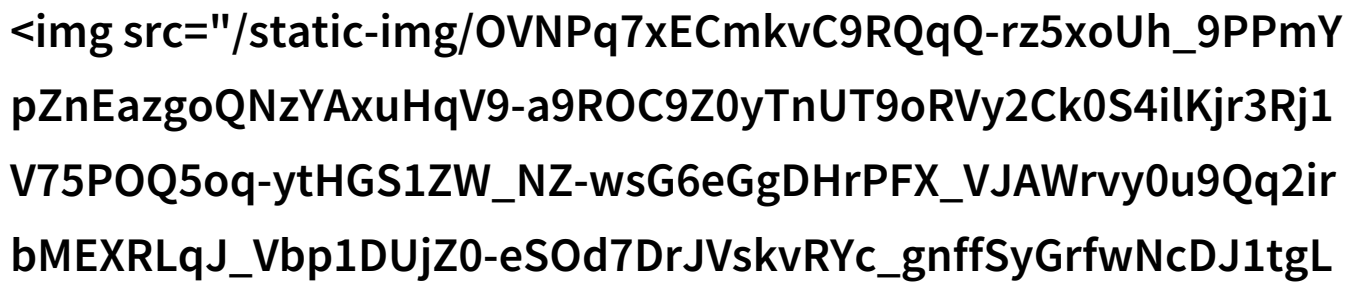 <img src="/static-img/OVNPq7xECmkvC9RQqQ-rz5xoUh_9PPmY
pZnEazgoQNzYAxuHqV9-a9ROC9Z0yTnUT9oRVy2Ck0S4ilKjr3Rj1
V75POQ5oq-ytHGS1ZW_NZ-wsG6eGgDHrPFX_VJAWrvy0u9Qq2ir
bMEXRLqJ_Vbp1DUjZ0-eSOd7DrJVskvRYc_gnffSyGrfwNcDJ1tgL